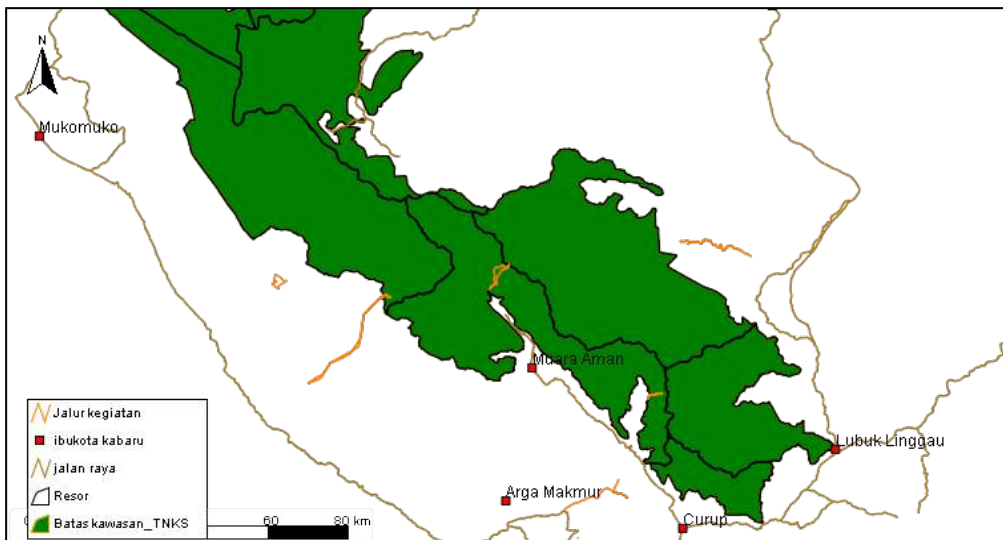 N
Mukomuko
Muara Aman
Lubuk Linggau
Arga Makmur
Curup
Jalur kegiatan
ibukota kabaru
jalan raya
Resor
Batas kawasan_TNKS
0
60
80 km